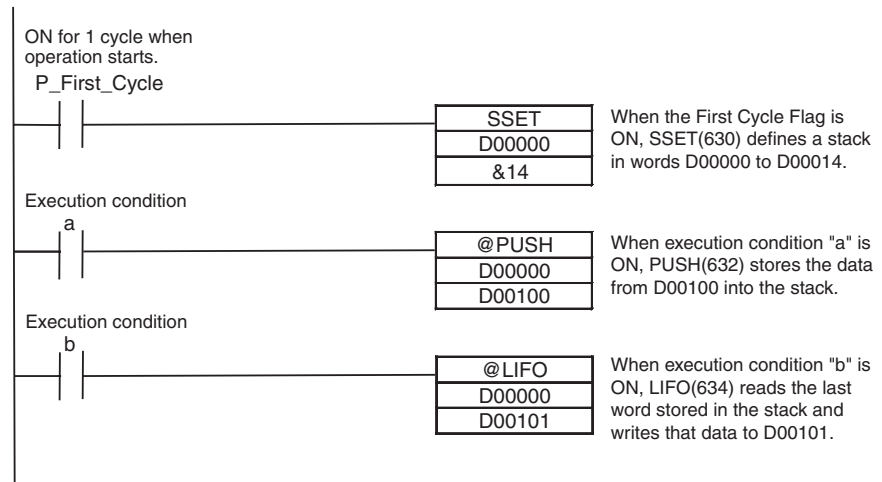 ON for 1 cycle when
operation starts.
P_First_Cycle
SSET
D00000
&14
When the First Cycle Flag is
ON, SSET(630) defines a stack
in words D00000 to D00014.
Execution condition
a
@PUSH
D00000
D00100
When execution condition "a" is
ON, PUSH(632) stores the data
from D00100 into the stack.
Execution condition
b
@LIFO
D00000
D00101
When execution condition "b" is
ON, LIFO(634) reads the last
word stored in the stack and
writes that data to D00101.